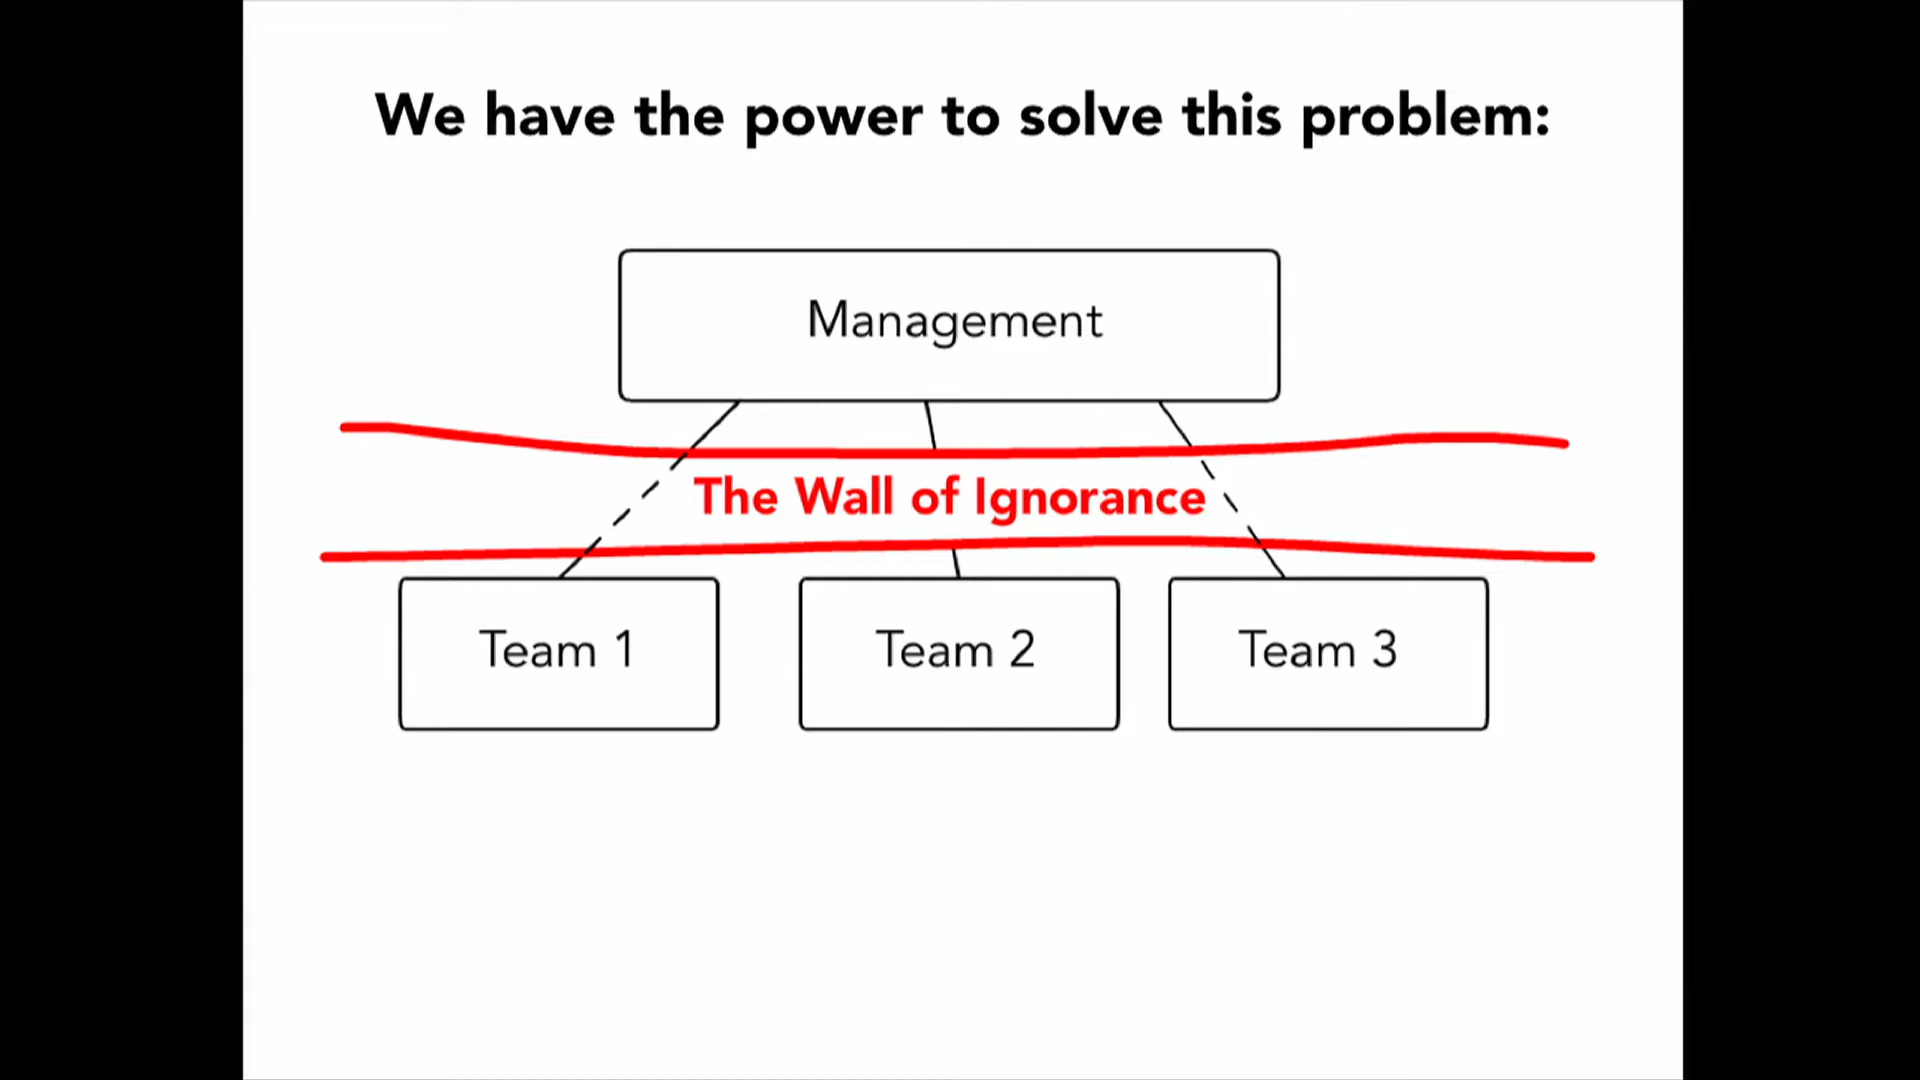 We have the power to solve this problem:
Management
The Wall of Ignorance
Team 1
Team 2
Team 3